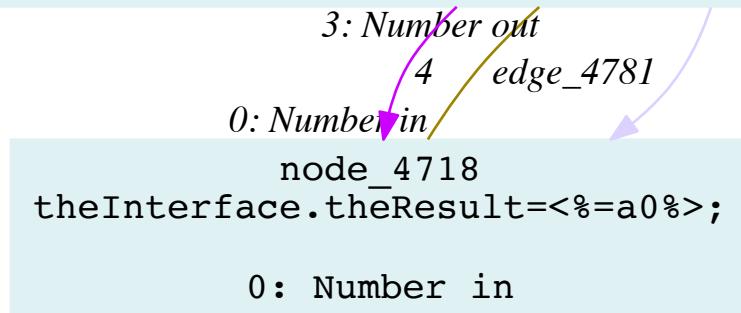 3: Number out
4 edge_4781
0: Number in
node_4718
theInterface.theResult=<%=a0%>;
0: Number in